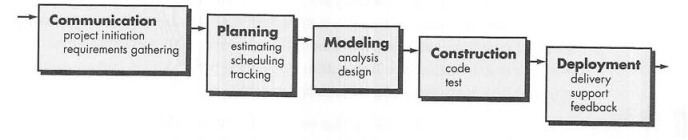 Communication
project initiation
requirements gathering
Planning
estimating
scheduling
tracking
Modeling
analysis
design
Construction
code
test
Deployment
delivery
support
feedback